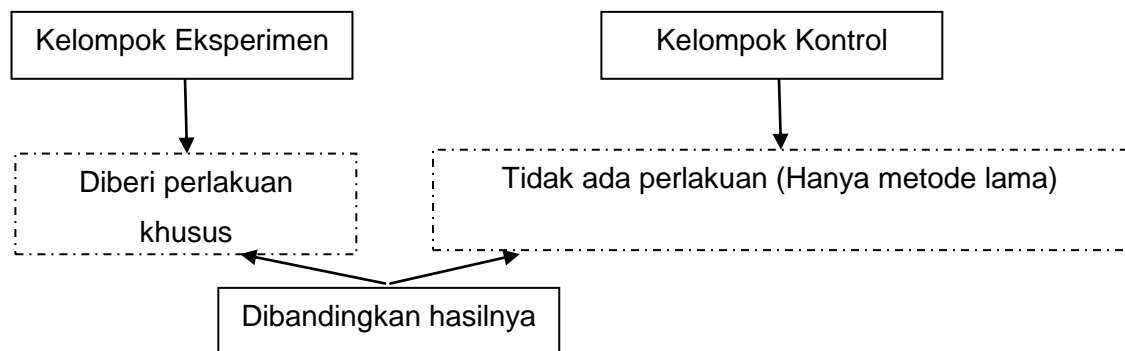 Kelompok Eksperimen
Kelompok Kontrol
Diberi perlakuan
khusus
Tidak ada perlakuan (Hanya metode lama)
Dibandingkan hasilnya